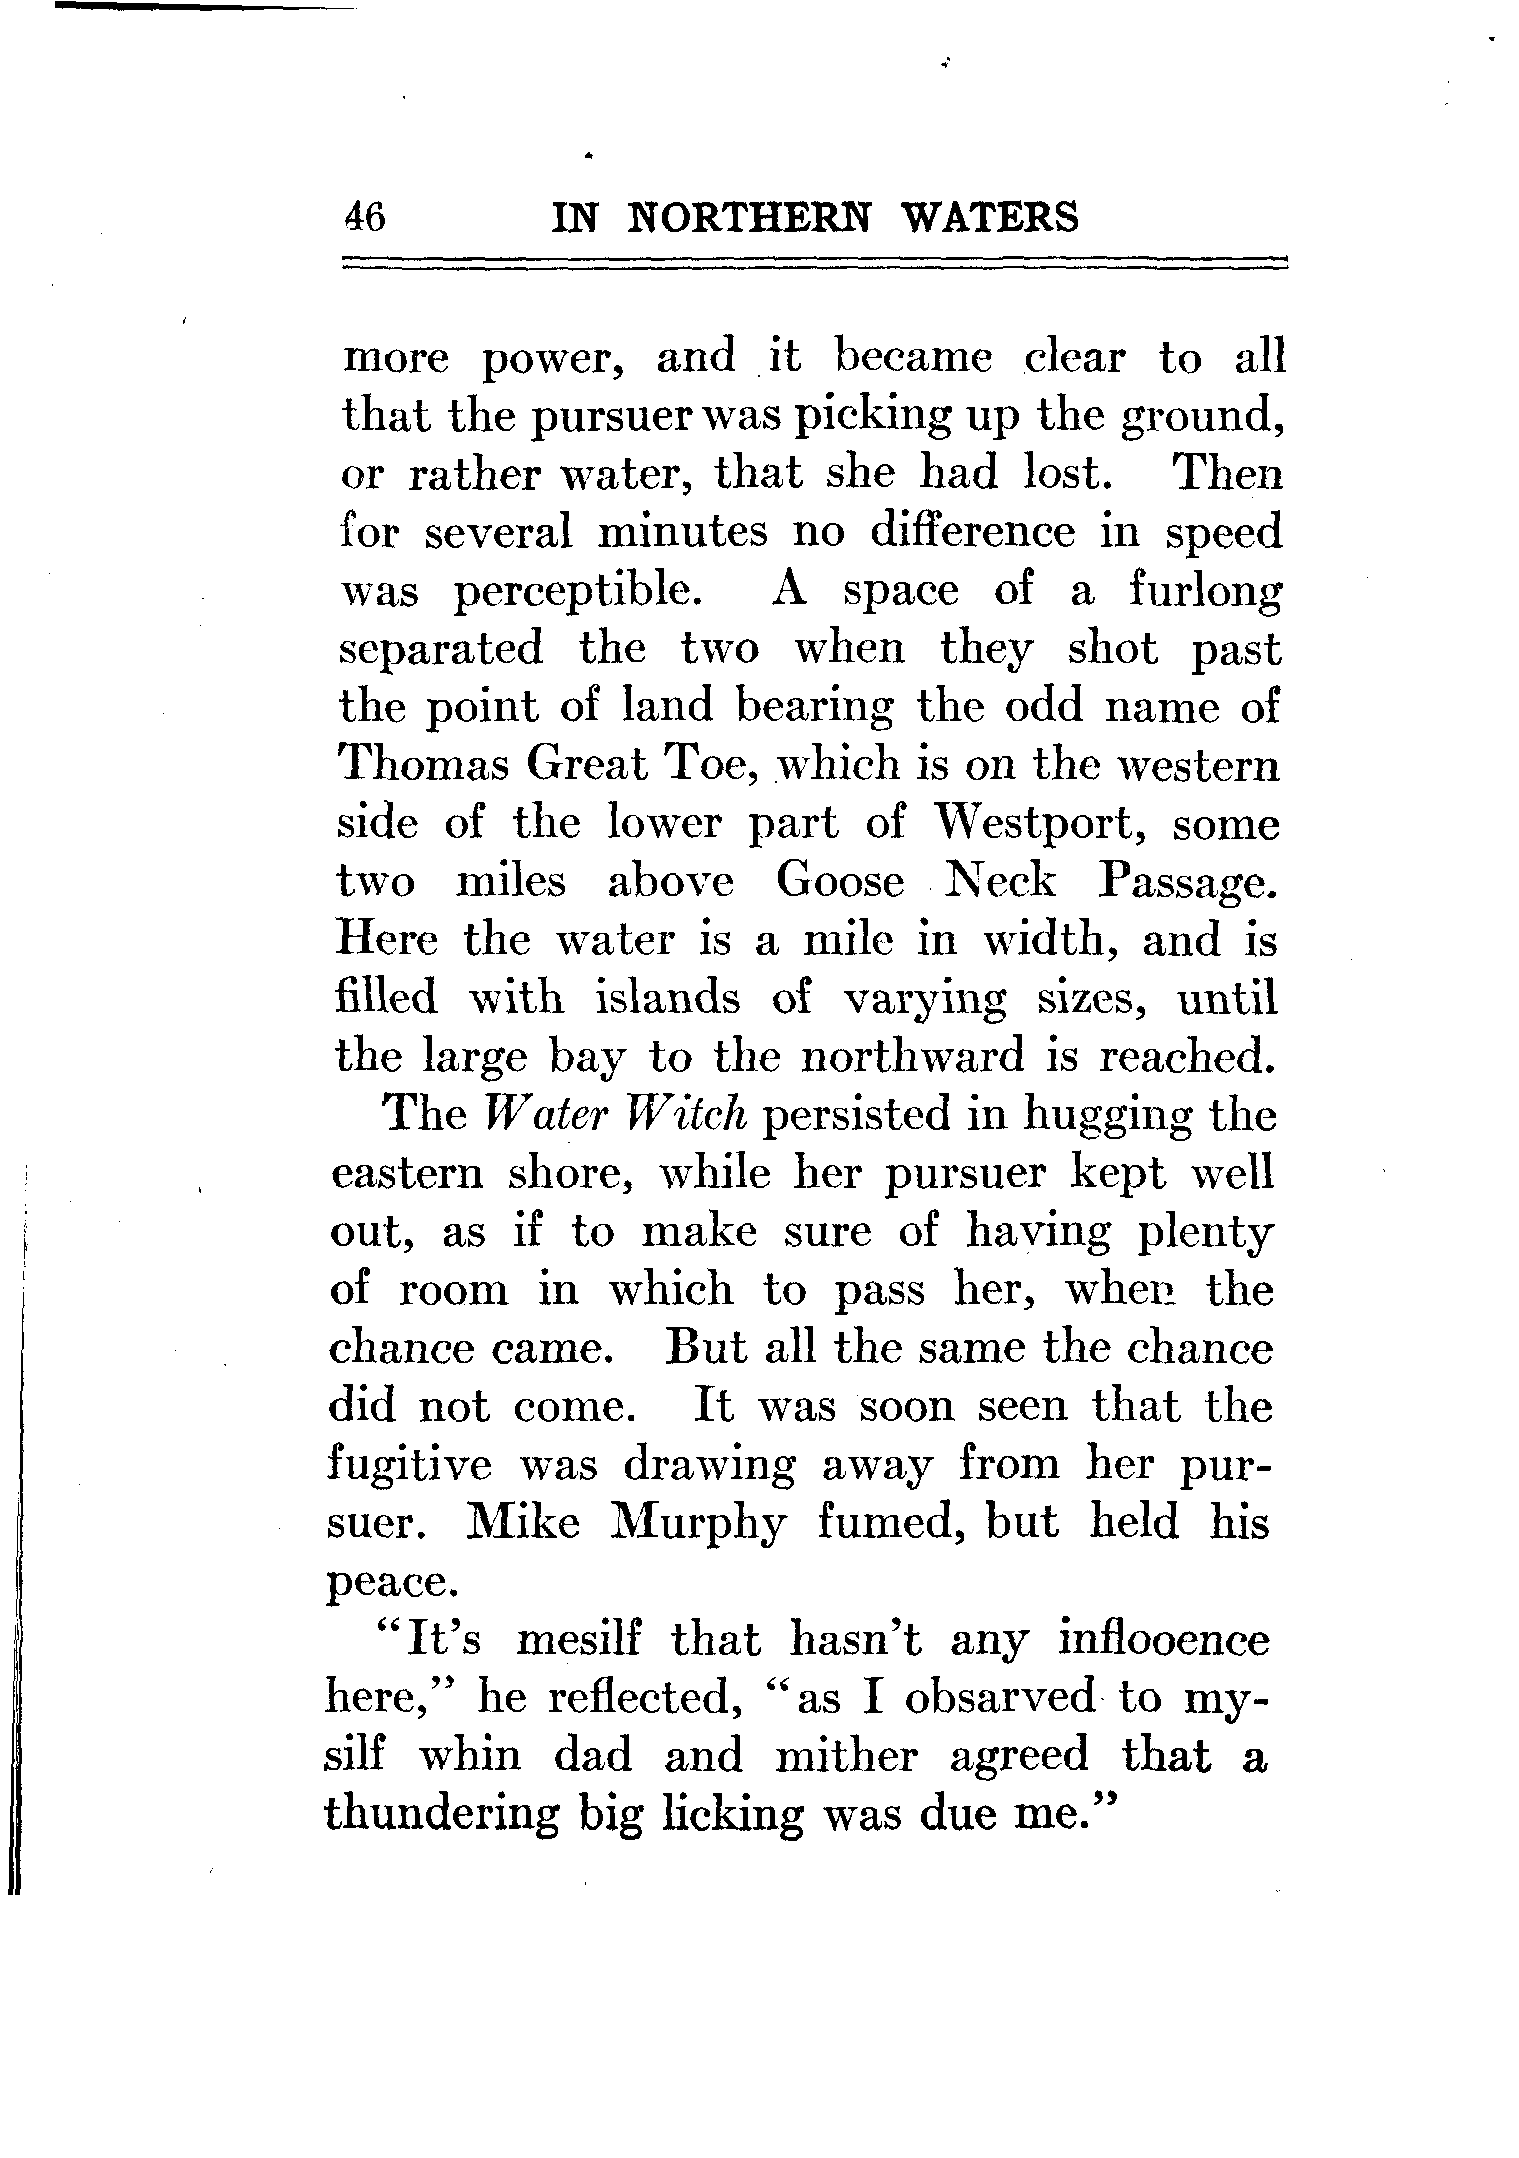 46 IN NORTHERN WATERS
more power, and it became clear to all
that the pursuer was picking up the ground,
or rather water, that she had lost. Then
for several minutes no difference in speed
was perceptible. A space of a furlong
separated the two when they shot past
the point of land bearing the odd name of
Thomas Great Toe, which is on the western
side of the lower part of Westport, some
two miles above Goose Neck Passage.
Here the water is a mile in width, and is
filled with islands of varying sizes, until
the large bay to the northward is reached.
The Water Witch persisted in hugging the
eastern shore, while her pursuer kept well
out, as if to make sure of having plenty
of room in which to pass her, when the
chance came. But all the same the chance
did not come. It was soon seen that the
fugitive was drawing away from her pur-
suer. Mike Murphy fumed, but held his
peace.
"It's mesilf that hasn't any inflooence
here," he reflected, "as I obsarved to my-
silf whin dad and mither agreed that a
thundering big licking was due me."